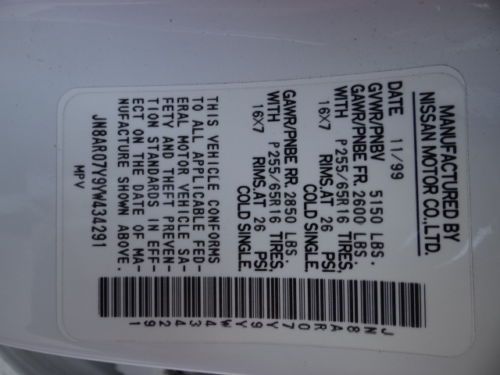 MANUFACTURED BY
NISSAN MOTOR CO.,LTD.
DATE 11/99
GVWR/PNBV 5150 LBS.
GAWR/PNBE FR. 2600 LBS.
WITH P255/65R16 TIRES,
16X7 RIMS, AT 26 PSI
COLD SINGLE,
GAWR/PNBE RR. 2850 LBS.
WITH P255/65R16 TIRES,
16X7 RIMS, AT 26 PSI
COLD SINGLE,
THIS VEHICLE CONFORMS
TO ALL APPLICABLE FED-
ERAL MOTOR VEHICLE SA-
FETY AND THEFT PREVEN-
TION STANDARDS IN EFF-
ECT ON THE DATE OF MA-
NUFACTURE SHOWN ABOVE.
JN8AR07Y9YW434291
MPV
JN8AR07Y9YW434291